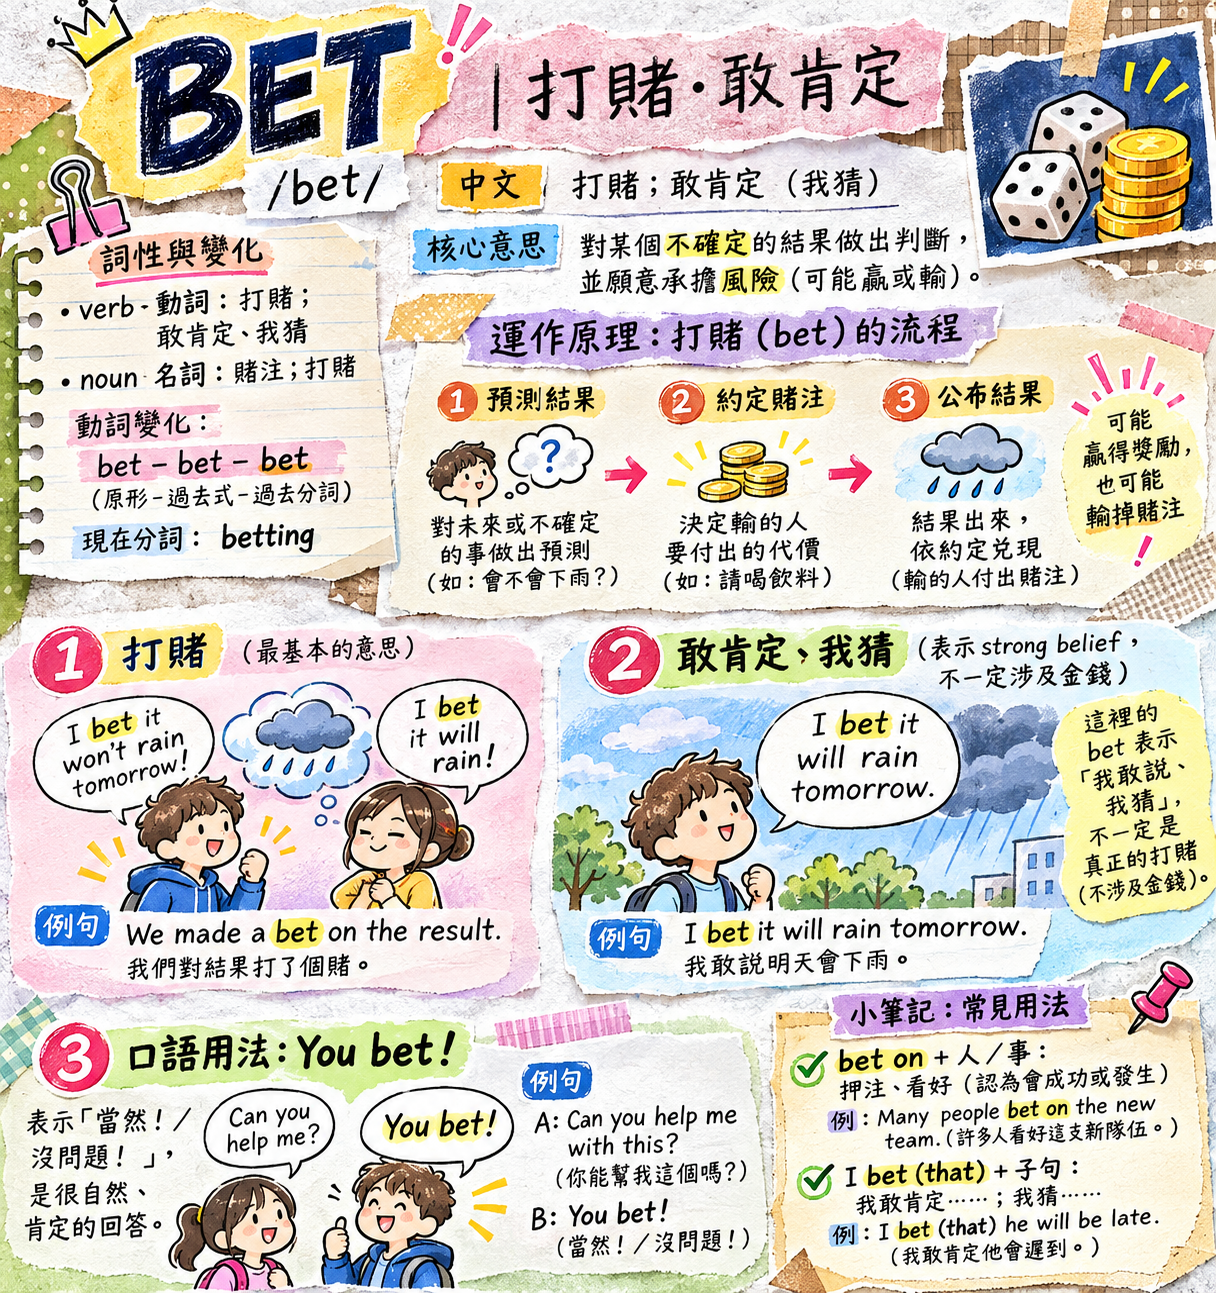 BET
打賭·敢肯定
/bet/
中文 打賭；敢肯定（我猜）
核心意思 對某個不確定的結果做出判斷，
並願意承擔風險（可能贏或輸）。
詞性與變化
• verb - 動詞：打賭；
敢肯定、我猜
• noun 名詞：賭注；打賭
動詞變化：
bet – bet – bet
（原形－過去式－過去分詞）
現在分詞： betting
運作原理：打賭（bet）的流程
1 預測結果
對未來或不確定
的事做出預測
（如：會不會下雨？）
?
2 約定賭注
決定輸的人
要付出的代價
（如：請喝飲料）
3 公布結果
結果出來，
依約定兌現
（輸的人付出賭注）
可能
贏得獎勵，
也可能
輸掉賭注
!
1 打賭 （最基本的意思）
I bet it
won't rain
tomorrow!
I bet
it will
rain!
例句 We made a bet on the result.
我們對結果打了個賭。
2 敢肯定、我猜 （表示 strong belief，
不一定涉及金錢）
I bet it
will rain
tomorrow.
這裡的
bet 表示
「我敢說、
我猜」，
不一定是
真正的打賭
（不涉及金錢）。
例句 I bet it will rain tomorrow.
我敢說明天會下雨。
3 口語用法：You bet!
表示「當然！／
沒問題！」，
是很自然、
肯定的回答。
Can you
help me?
You bet!
例句
A: Can you help me
with this?
（你能幫我這個嗎？）
B: You bet!
（當然！／沒問題！）
小筆記：常見用法
bet on + 人／事：
押注、看好（認為會成功或發生）
例：Many people bet on the new
team.（許多人看好這支新隊伍。）
I bet (that) + 子句：
我敢肯定……；我猜……
例：I bet (that) he will be late.
（我敢肯定他會遲到。）